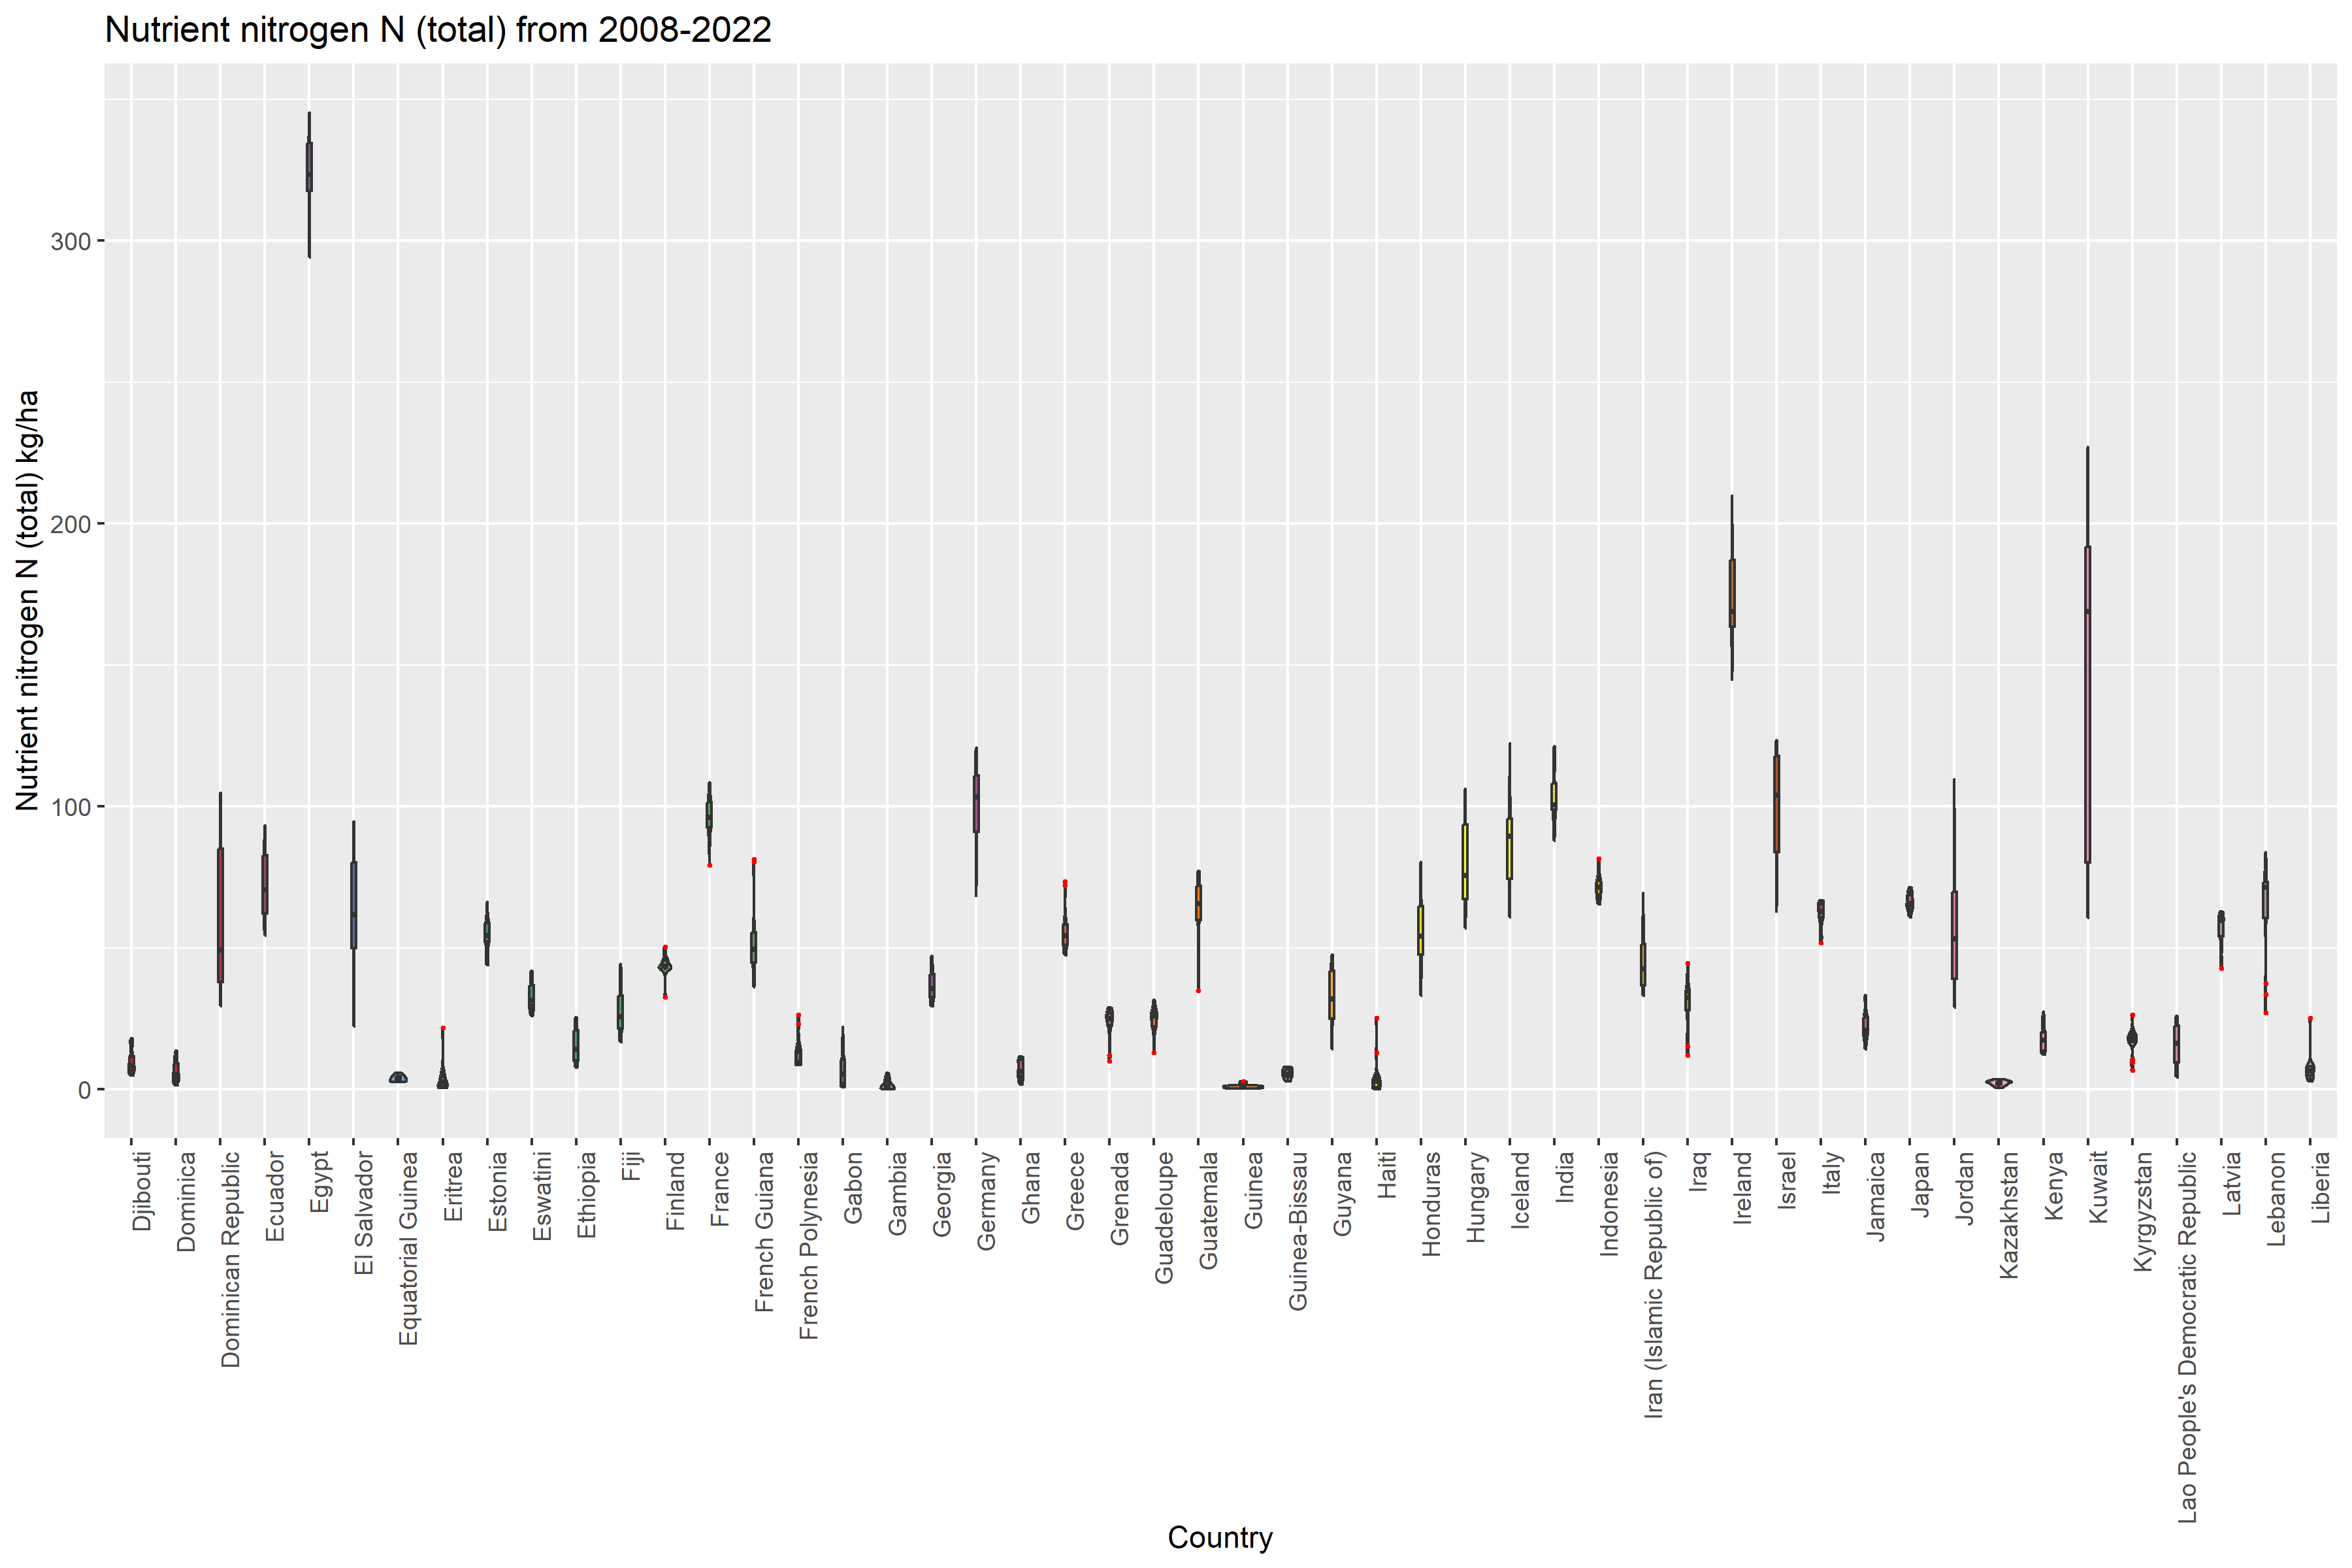 Nutrient nitrogen N (total) from 2008-2022
Nutrient nitrogen N (total) kg/ha
300
200
100
0
Djibouti
Dominica
Dominican Republic
Ecuador
Egypt
El Salvador
Equatorial Guinea
Eritrea
Estonia
Eswatini
Ethiopia
Fiji
Finland
France
French Guiana
French Polynesia
Gabon
Gambia
Georgia
Germany
Ghana
Greece
Grenada
Guadeloupe
Guatemala
Guinea
Guinea-Bissau
Guyana
Haiti
Honduras
Hungary
Iceland
India
Indonesia
Iran (Islamic Republic of)
Iraq
Ireland
Israel
Italy
Jamaica
Japan
Jordan
Kazakhstan
Kenya
Kuwait
Kyrgyzstan
Lao People's Democratic Republic
Latvia
Lebanon
Liberia
Country